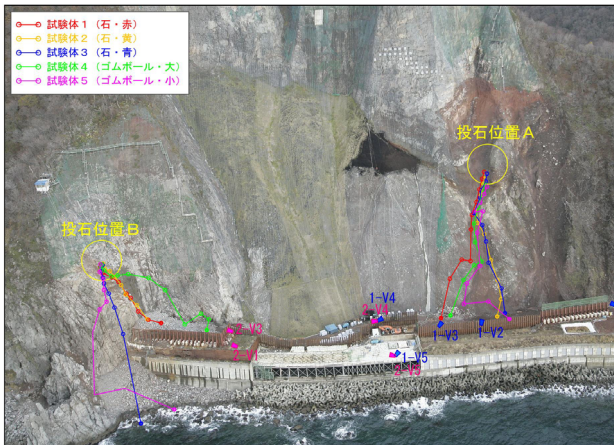 試験体1（石・赤）
試験体2（石・黄）
試験体3（石・青）
試験体4（ゴムボール・大）
試験体5（ゴムボール・小）
投石位置A
投石位置B
1-V4
2-V4
2-V3
1-V3
1-V2
2-V1
1-V5